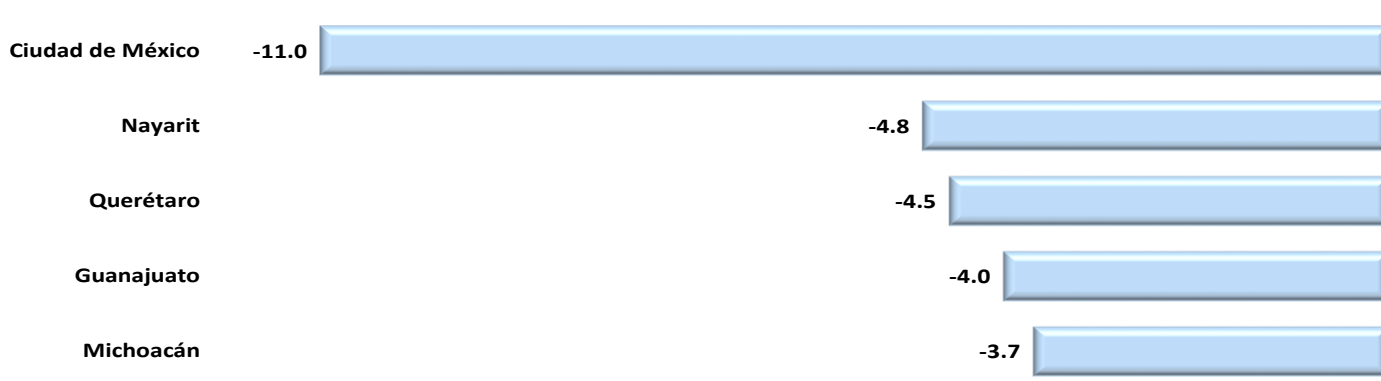 Ciudad de México -11.0
Nayarit -4.8
Querétaro -4.5
Guanajuato -4.0
Michoacán -3.7